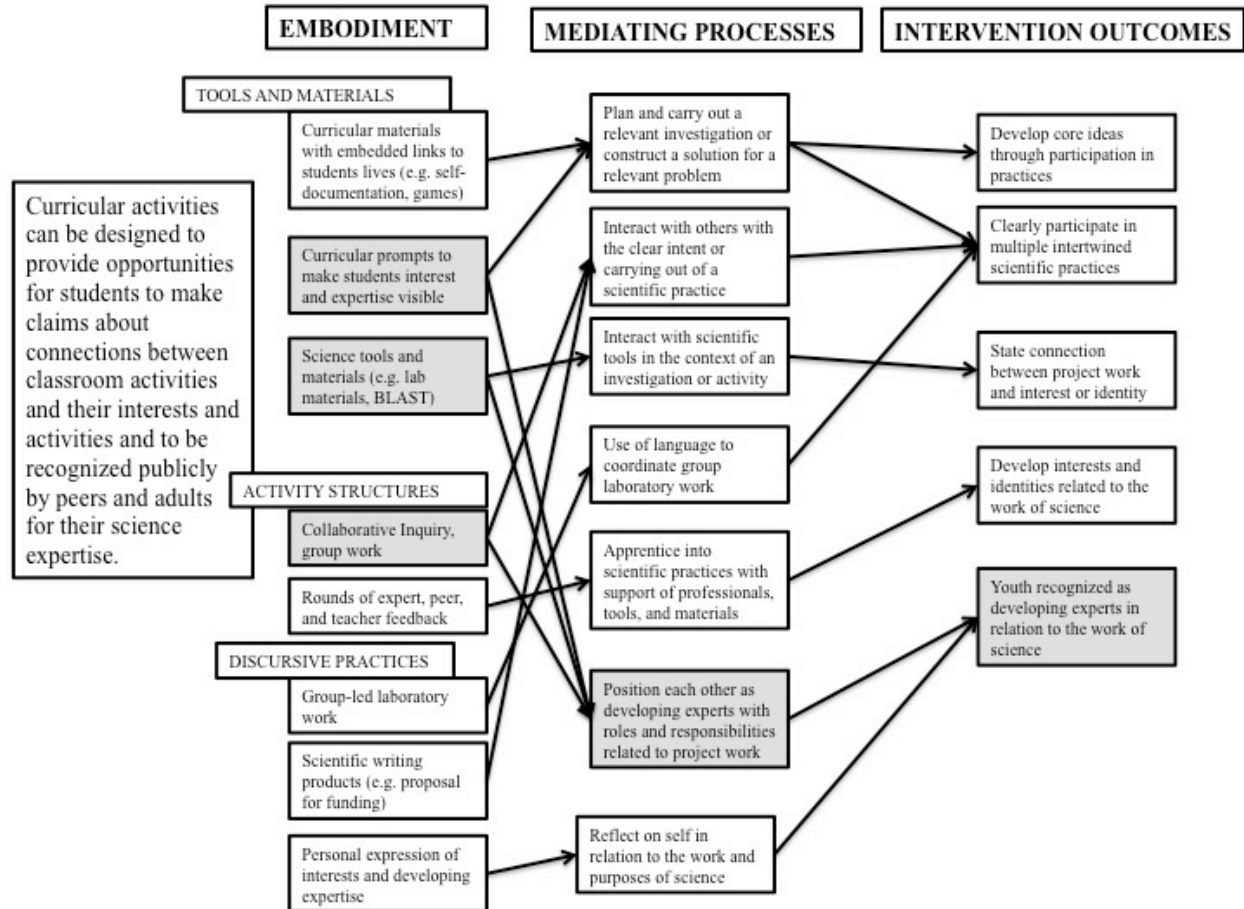 EMBODIMENT
MEDIATING PROCESSES
INTERVENTION OUTCOMES
Curricular activities
can be designed to
provide opportunities
for students to make
claims about
connections between
classroom activities
and their interests and
activities and to be
recognized publicly
by peers and adults
for their science
expertise.
TOOLS AND MATERIALS
Curricular materials
with embedded links to
students lives (e.g. self-
documentation, games)
Curricular prompts to
make students interest
and expertise visible
Science tools and
materials (e.g. lab
materials, BLAST)
ACTIVITY STRUCTURES
Collaborative Inquiry,
group work
Rounds of expert, peer,
and teacher feedback
DISCURSIVE PRACTICES
Group-led laboratory
work
Scientific writing
products (e.g. proposal
for funding)
Personal expression of
interests and developing
expertise
Plan and carry out a
relevant investigation or
construct a solution for a
relevant problem
Interact with others with
the clear intent or
carrying out of a
scientific practice
Interact with scientific
tools in the context of an
investigation or activity
Use of language to
coordinate group
laboratory work
Apprentice into
scientific practices with
support of professionals,
tools, and materials
Position each other as
developing experts with
roles and responsibilities
related to project work
Reflect on self in
relation to the work and
purposes of science
Develop core ideas
through participation in
practices
Clearly participate in
multiple intertwined
scientific practices
State connection
between project work
and interest or identity
Develop interests and
identities related to the
work of science
Youth recognized as
developing experts in
relation to the work of
science